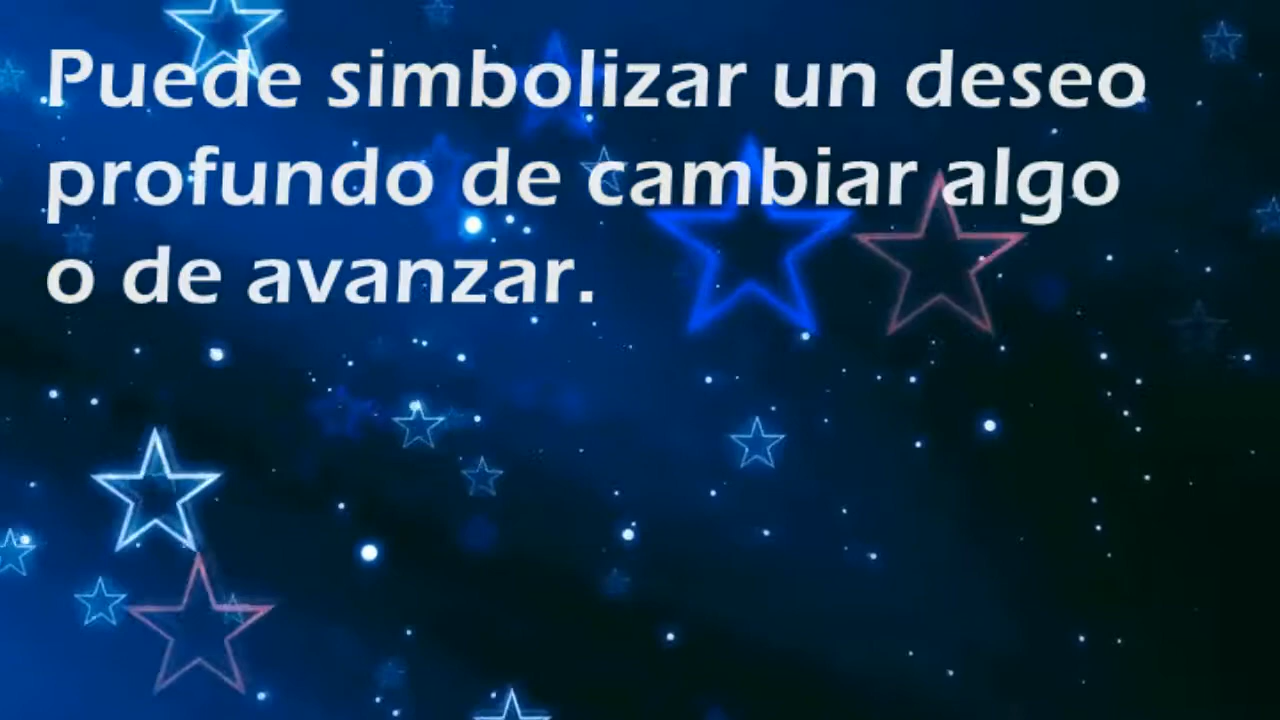 Puede simbolizar un deseo
profundo de cambiar algo
o de avanzar.